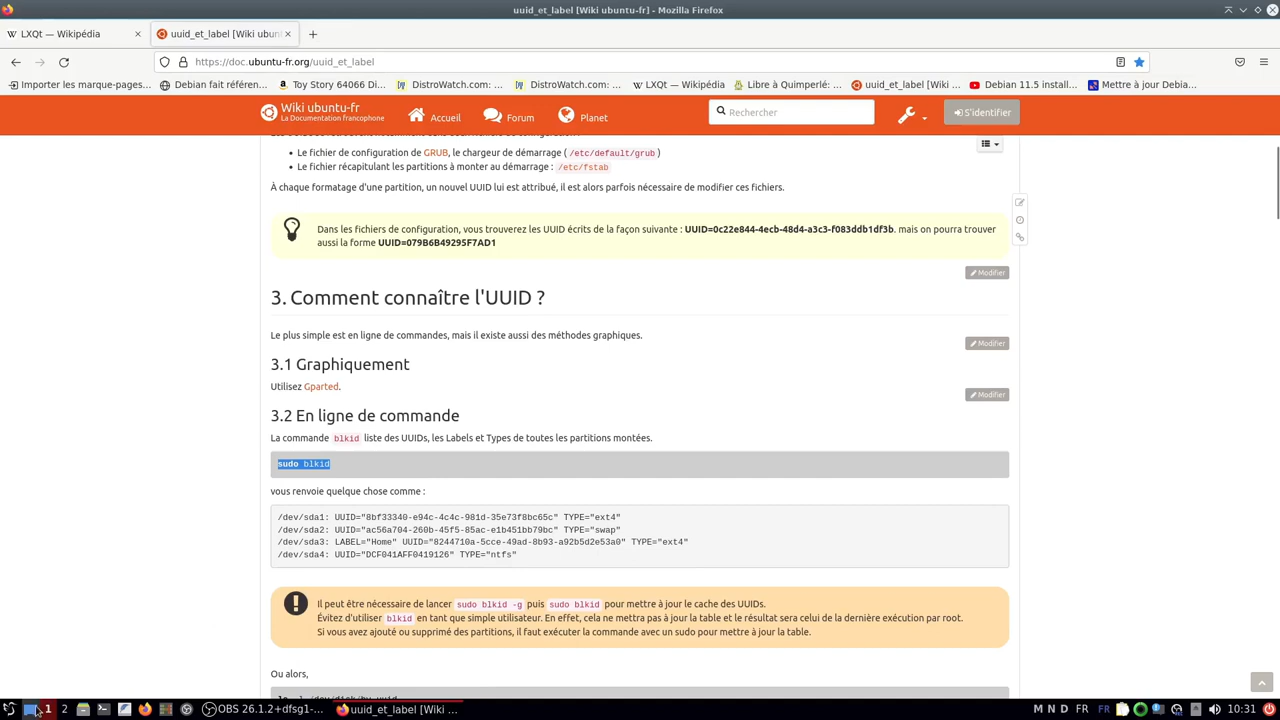 uuid_et_label [Wiki ubuntu-fr] — Mozilla Firefox
LXQt — Wikipédia
uuid_et_label [Wiki ubun
https://doc.ubuntu-fr.org/uuid_et_label
Importer les marque-pages...
Debian fait référen...
Toy Story 64066 Di...
DistroWatch.com: ...
DistroWatch.com: ...
LXQt — Wikipédia
Libre à Quimperlé: ...
uuid_et_label [Wiki ...
Debian 11.5 install...
Mettre à jour Debia...
Wiki ubuntu-fr
La Documentation francophone
Accueil
Forum
Planet
Rechercher
S'identifier
Le fichier de configuration de GRUB, le chargeur de démarrage ( /etc/default/grub )
Le fichier récapitulant les partitions à monter au démarrage : /etc/fstab
À chaque formatage d'une partition, un nouvel UUID lui est attribué, il est alors parfois nécessaire de modifier ces fichiers.
Dans les fichiers de configuration, vous trouverez les UUID écrits de la façon suivante : UUID=0c22e844-4ecb-48d4-a3c3-f083ddb1df3b. mais on pourra trouver
aussi la forme UUID=079B6B49295F7AD1
Modifier
3. Comment connaître l'UUID ?
Le plus simple est en ligne de commandes, mais il existe aussi des méthodes graphiques.
Modifier
3.1 Graphiquement
Utilisez Gparted.
Modifier
3.2 En ligne de commande
La commande blkid liste des UUIDs, les Labels et Types de toutes les partitions montées.
sudo blkid
vous renvoie quelque chose comme :
/dev/sda1: UUID="8bf33340-e94c-4c4c-981d-35e73f8bc65c" TYPE="ext4"
/dev/sda2: UUID="ac56a704-260b-45f5-85ac-e1b451bb79bc" TYPE="swap"
/dev/sda3: LABEL="Home" UUID="8244710a-5cce-49ad-8b93-a92b5d2e53a0" TYPE="ext4"
/dev/sda4: UUID="DCF041AFF0419126" TYPE="ntfs"
Il peut être nécessaire de lancer sudo blkid -g puis sudo blkid pour mettre à jour le cache des UUIDs.
Évitez d'utiliser blkid en tant que simple utilisateur. En effet, cela ne mettra pas à jour la table et le résultat sera celui de la dernière exécution par root.
Si vous avez ajouté ou supprimé des partitions, il faut exécuter la commande avec un sudo pour mettre à jour la table.
Ou alors,
ls -l /dev/disk/by-uuid
1
2
OBS 26.1.2+dfsg1-...
uuid_et_label [Wiki ...
M N D FR
FR
10:31